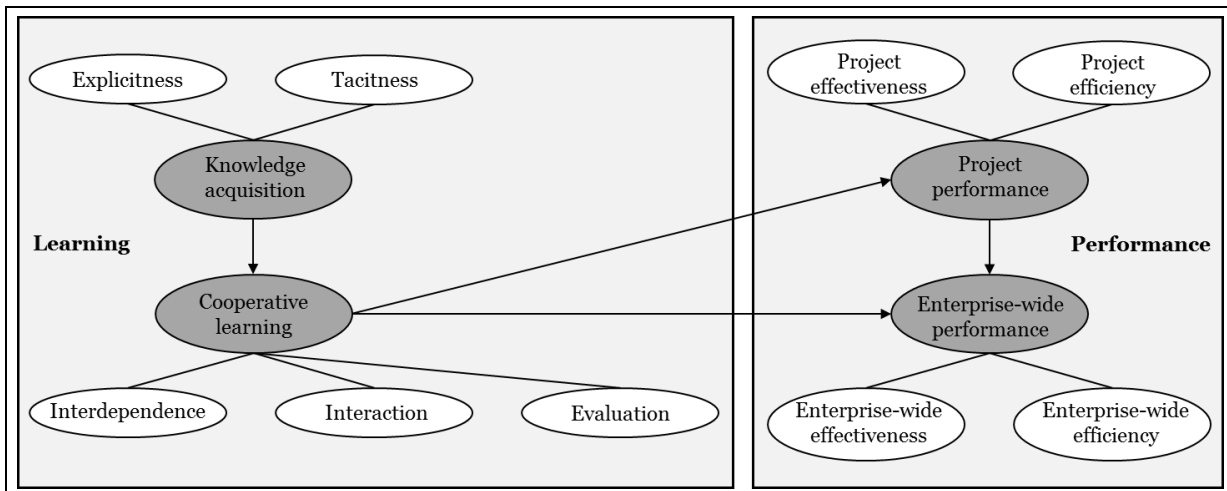 Explicitness
Tacitness
Knowledge
acquisition
Learning
Cooperative
learning
Interdependence
Interaction
Evaluation
Project
effectiveness
Project
efficiency
Project
performance
Performance
Enterprise-wide
performance
Enterprise-wide
effectiveness
Enterprise-wide
efficiency